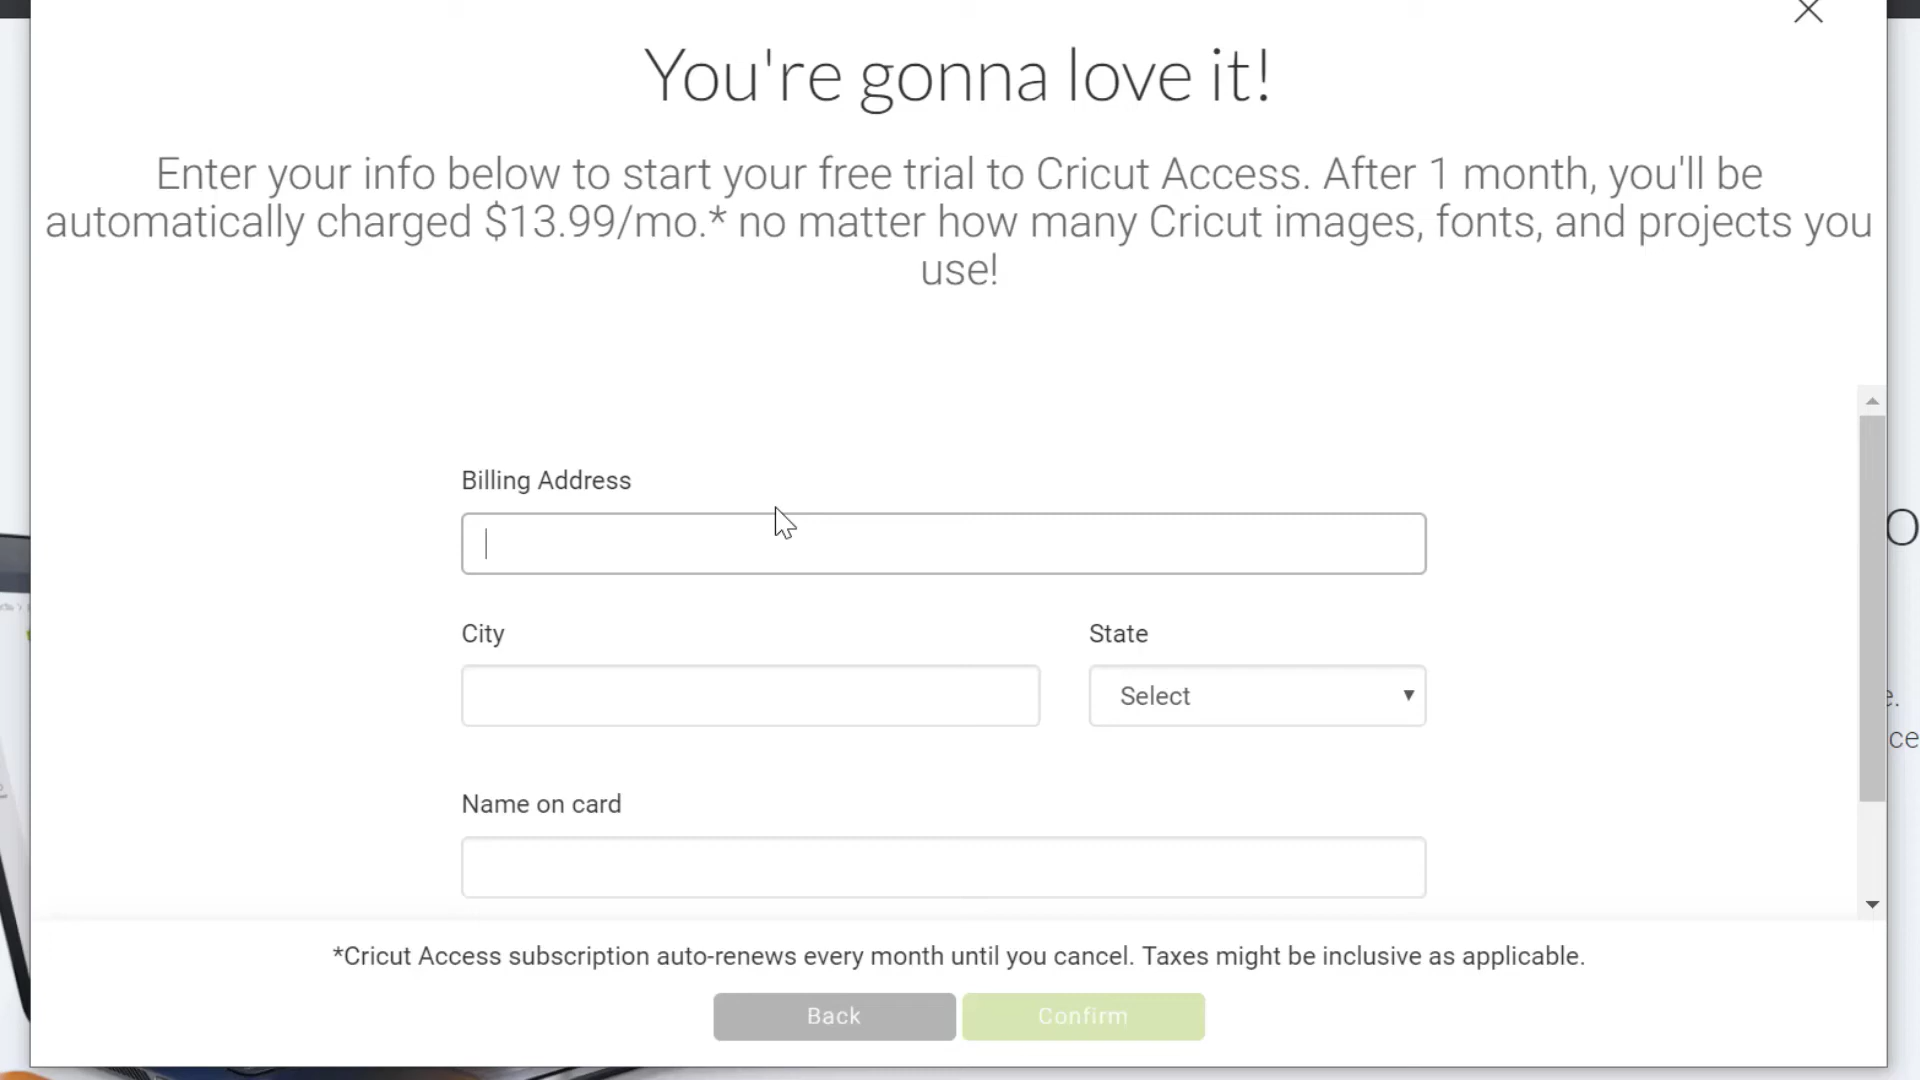 You're gonna love it!
Enter your info below to start your free trial to Cricut Access. After 1 month, you'll be
automatically charged $13.99/mo.* no matter how many Cricut images, fonts, and projects you
use!
Billing Address
City
State
Select
Name on card
*Cricut Access subscription auto-renews every month until you cancel. Taxes might be inclusive as applicable.
Back
Confirm